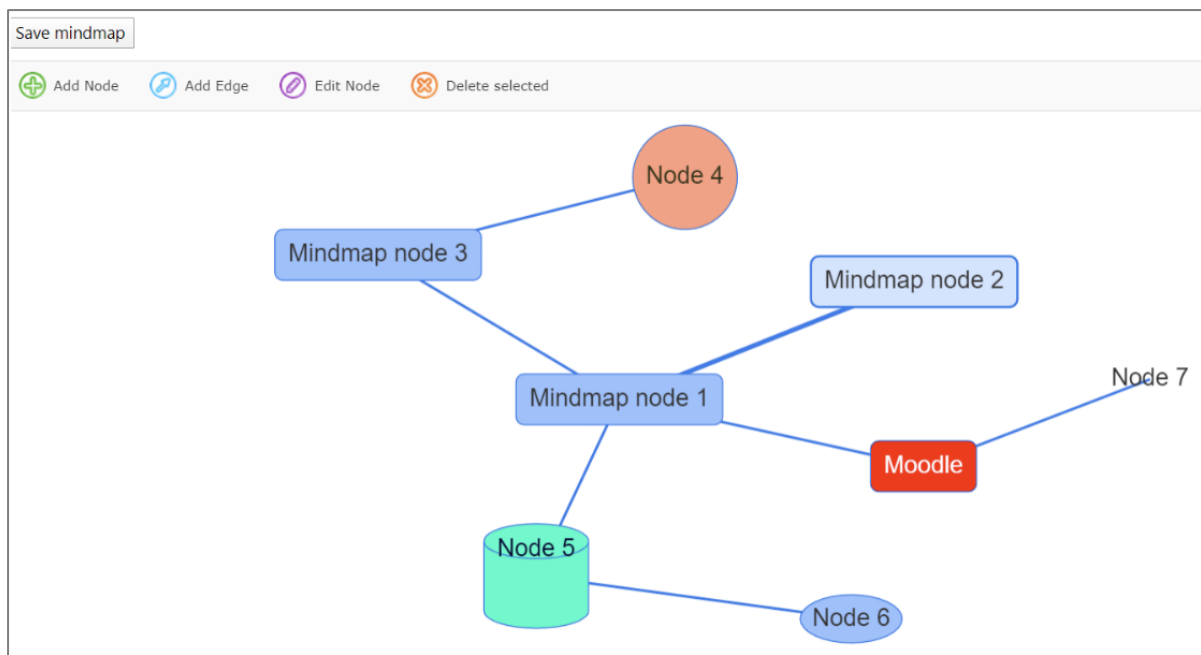 Save mindmap
Add Node
Add Edge
Edit Node
Delete selected
Node 4
Mindmap node 3
Mindmap node 2
Node 7
Mindmap node 1
Moodle
Node 5
Node 6